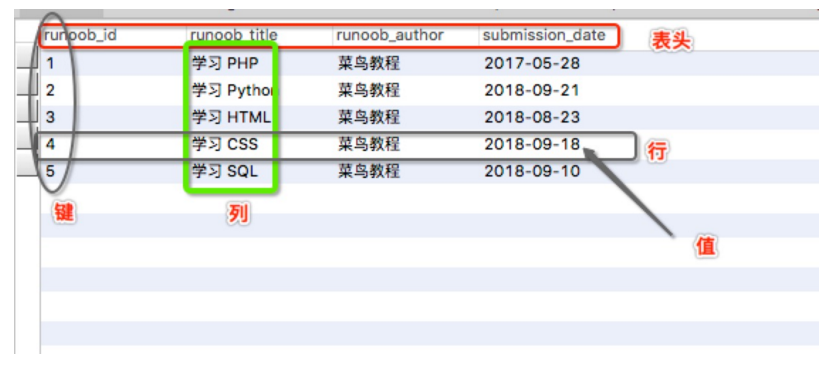 runoob_id runoob_title runoob_author submission_date 表头
1 学习 PHP 菜鸟教程 2017-05-28
2 学习 Python 菜鸟教程 2018-09-21
3 学习 HTML 菜鸟教程 2018-08-23
4 学习 CSS 菜鸟教程 2018-09-18 行
5 学习 SQL 菜鸟教程 2018-09-10
键 列
值